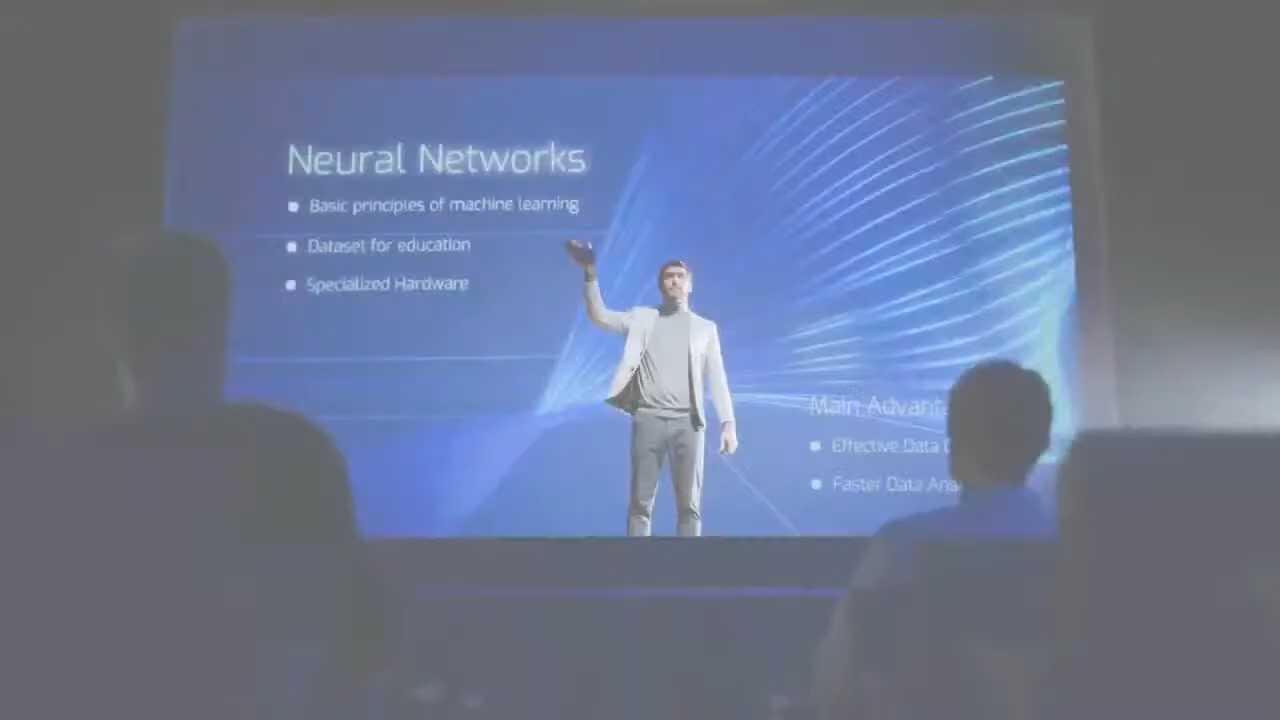 Neural Networks
Basic principles of machine learning
Dataset for education
Specialized Hardware
Main
Effective Data
Faster Data